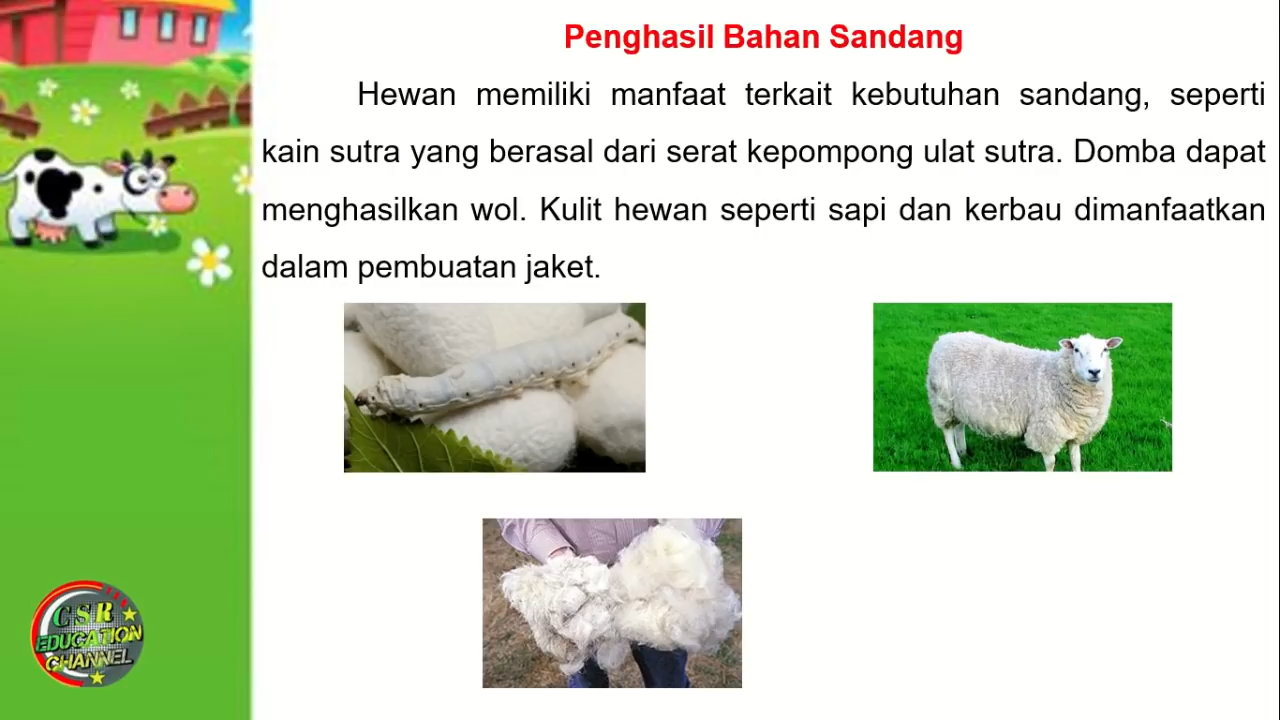 Penghasil Bahan Sandang
Hewan memiliki manfaat terkait kebutuhan sandang, seperti
kain sutra yang berasal dari serat kepompong ulat sutra. Domba dapat
menghasilkan wol. Kulit hewan seperti sapi dan kerbau dimanfaatkan
dalam pembuatan jaket.
CSR
EDUCATION
CHANNEL